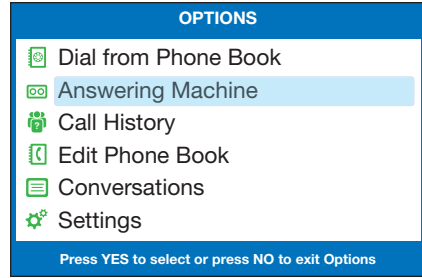 OPTIONS
Dial from Phone Book
Answering Machine
Call History
Edit Phone Book
Conversations
Settings
Press YES to select or press NO to exit Options